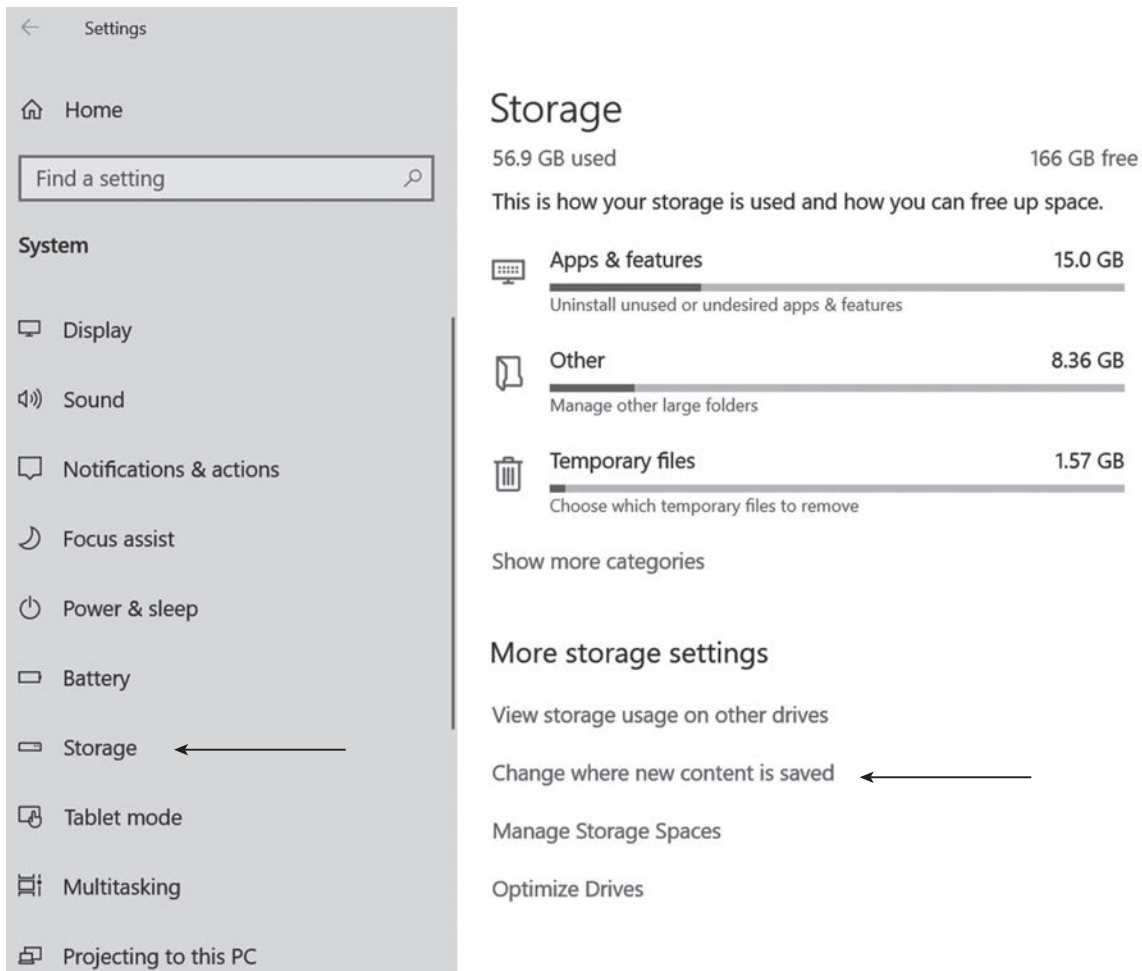 Settings
Home
Find a setting
System
Display
Sound
Notifications & actions
Focus assist
Power & sleep
Battery
Storage
Tablet mode
Multitasking
Projecting to this PC
Storage
56.9 GB used 166 GB free
This is how your storage is used and how you can free up space.
Apps & features 15.0 GB
Uninstall unused or undesired apps & features
Other 8.36 GB
Manage other large folders
Temporary files 1.57 GB
Choose which temporary files to remove
Show more categories
More storage settings
View storage usage on other drives
Change where new content is saved
Manage Storage Spaces
Optimize Drives